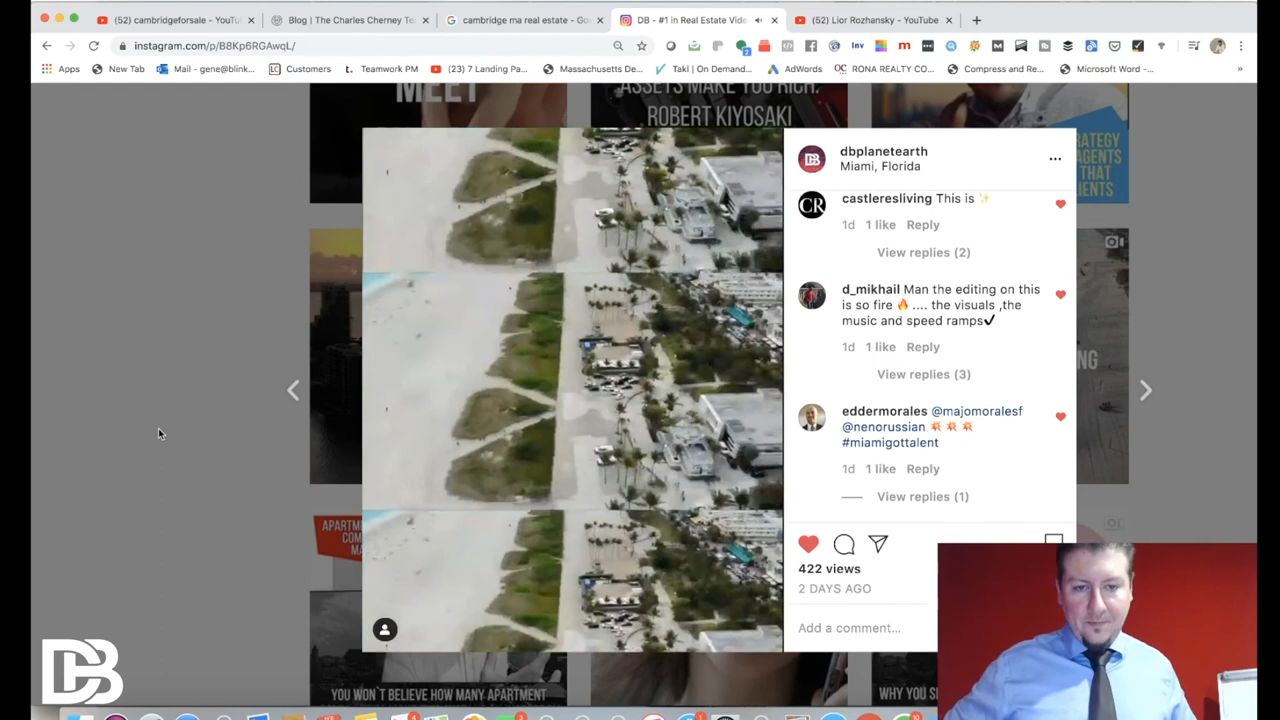 (52) cambridgeforsale - YouTu
Blog | The Charles Cherney Te
cambridge ma real estate - Go
DB - #1 in Real Estate Vide
(52) Lior Rozhansky - YouTube
instagram.com/p/B8Kp6RGAwqL/
Apps
New Tab
Mail - gene@blink...
Customers
Teamwork PM
(23) 7 Landing Pa...
Massachusetts De...
Takl | On Demand...
AdWords
RONA REALTY CO...
Compress and Re...
Microsoft Word -...
MEET
ASSETS MAKE YOU RICH.
ROBERT KIYOSAKI
dbplanetearth
Miami, Florida
castleresliving This is ✨
1d 1 like Reply
View replies (2)
d_mikhail Man the editing on this
is so fire 🔥 .... the visuals ,the
music and speed ramps✔
1d 1 like Reply
View replies (3)
eddermorales @majomoralesf
@nenorussian 💥 💥 💥
#miamigottalent
1d 1 like Reply
View replies (1)
422 views
2 DAYS AGO
Add a comment...
DB
CR
YOU WON'T BELIEVE HOW MANY APARTMENT
WHY YOU S